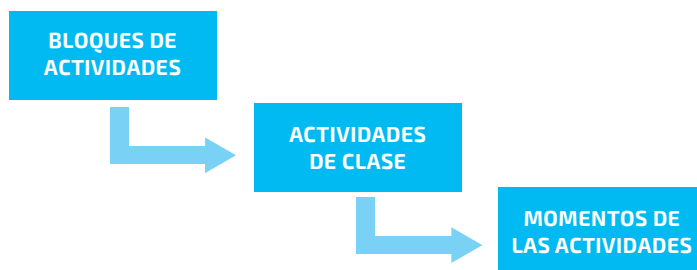 BLOQUES DE
ACTIVIDADES
ACTIVIDADES
DE CLASE
MOMENTOS DE
LAS ACTIVIDADES